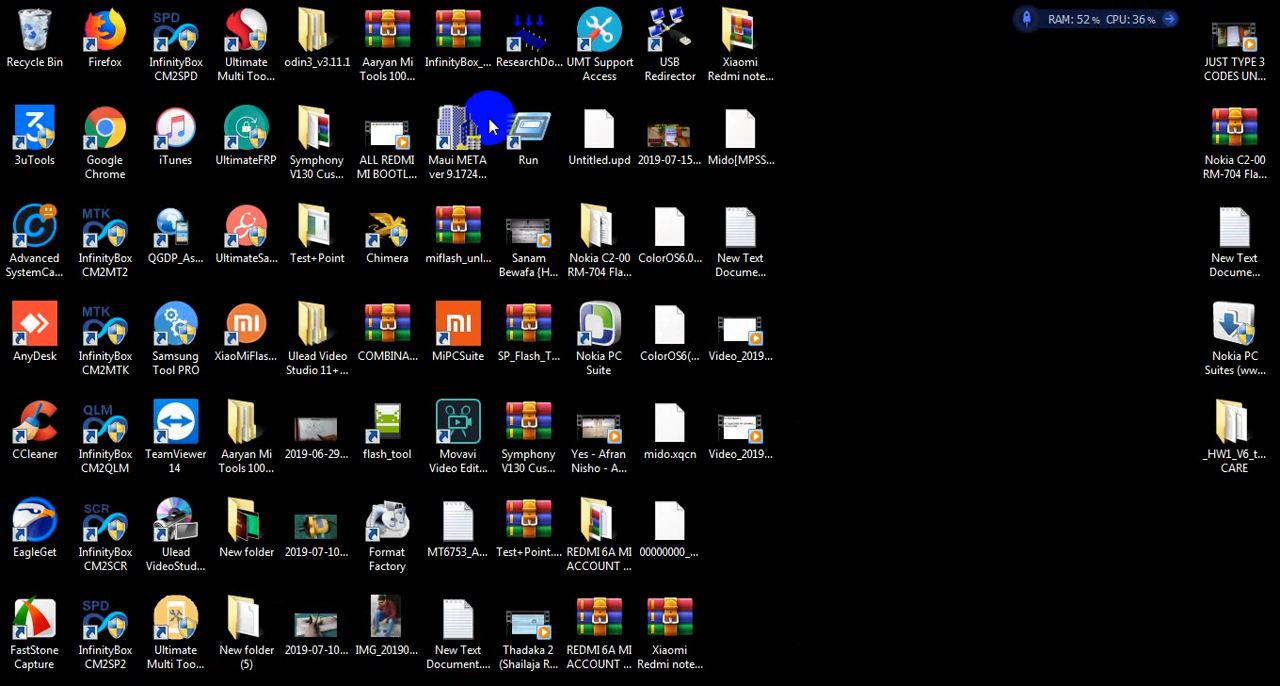 RAM: 52 % CPU: 36 %
Recycle Bin
Firefox
SPD
InfinityBox
CM2SPD
Ultimate
Multi Too...
odin3_v3.11.1
Aaryan Mi
Tools 100...
InfinityBox_...
ResearchDo...
UMT Support
Access
USB
Redirector
Xiaomi
Redmi note...
JUST TYPE 3
CODES UN...
3uTools
Google
Chrome
iTunes
UltimateFRP
Symphony
V130 Cus...
ALL REDMI
MI BOOTL...
Maui META
ver 9.1724...
Run
Untitled.upd
2019-07-15...
Mido[MPSS...
Nokia C2-00
RM-704 Fla...
Advanced
SystemCa...
MTK
InfinityBox
CM2MT2
QGDP_As...
UltimateSa...
Test+Point
Chimera
miflash_unl...
Sanam
Bewafa {H...
Nokia C2-00
RM-704 Fla...
ColorOS6.0...
New Text
Docume...
New Text
Docume...
AnyDesk
MTK
InfinityBox
CM2MTK
Samsung
Tool PRO
XiaoMiFlas...
Ulead Video
Studio 11+...
COMBINA...
MiPCSuite
SP_Flash_T...
Nokia PC
Suite
ColorOS6(...
Video_2019...
Nokia PC
Suites (ww...
CCleaner
QLM
InfinityBox
CM2QLM
TeamViewer
14
Aaryan Mi
Tools 100...
2019-06-29...
flash_tool
Movavi
Video Edit...
Symphony
V130 Cus...
Yes - Afran
Nisho - A...
mido.xqcn
Video_2019...
_HW1_V6_t...
CARE
EagleGet
SCR
InfinityBox
CM2SCR
Ulead
VideoStud...
New folder
2019-07-10...
Format
Factory
MT6753_A...
Test+Point....
REDMI 6A MI
ACCOUNT ...
00000000_...
FastStone
Capture
SPD
InfinityBox
CM2SP2
Ultimate
Multi Too...
New folder
(5)
2019-07-10...
IMG_20190...
New Text
Document....
Thadaka 2
(Shailaja R...
REDMI 6A MI
ACCOUNT ...
Xiaomi
Redmi note...